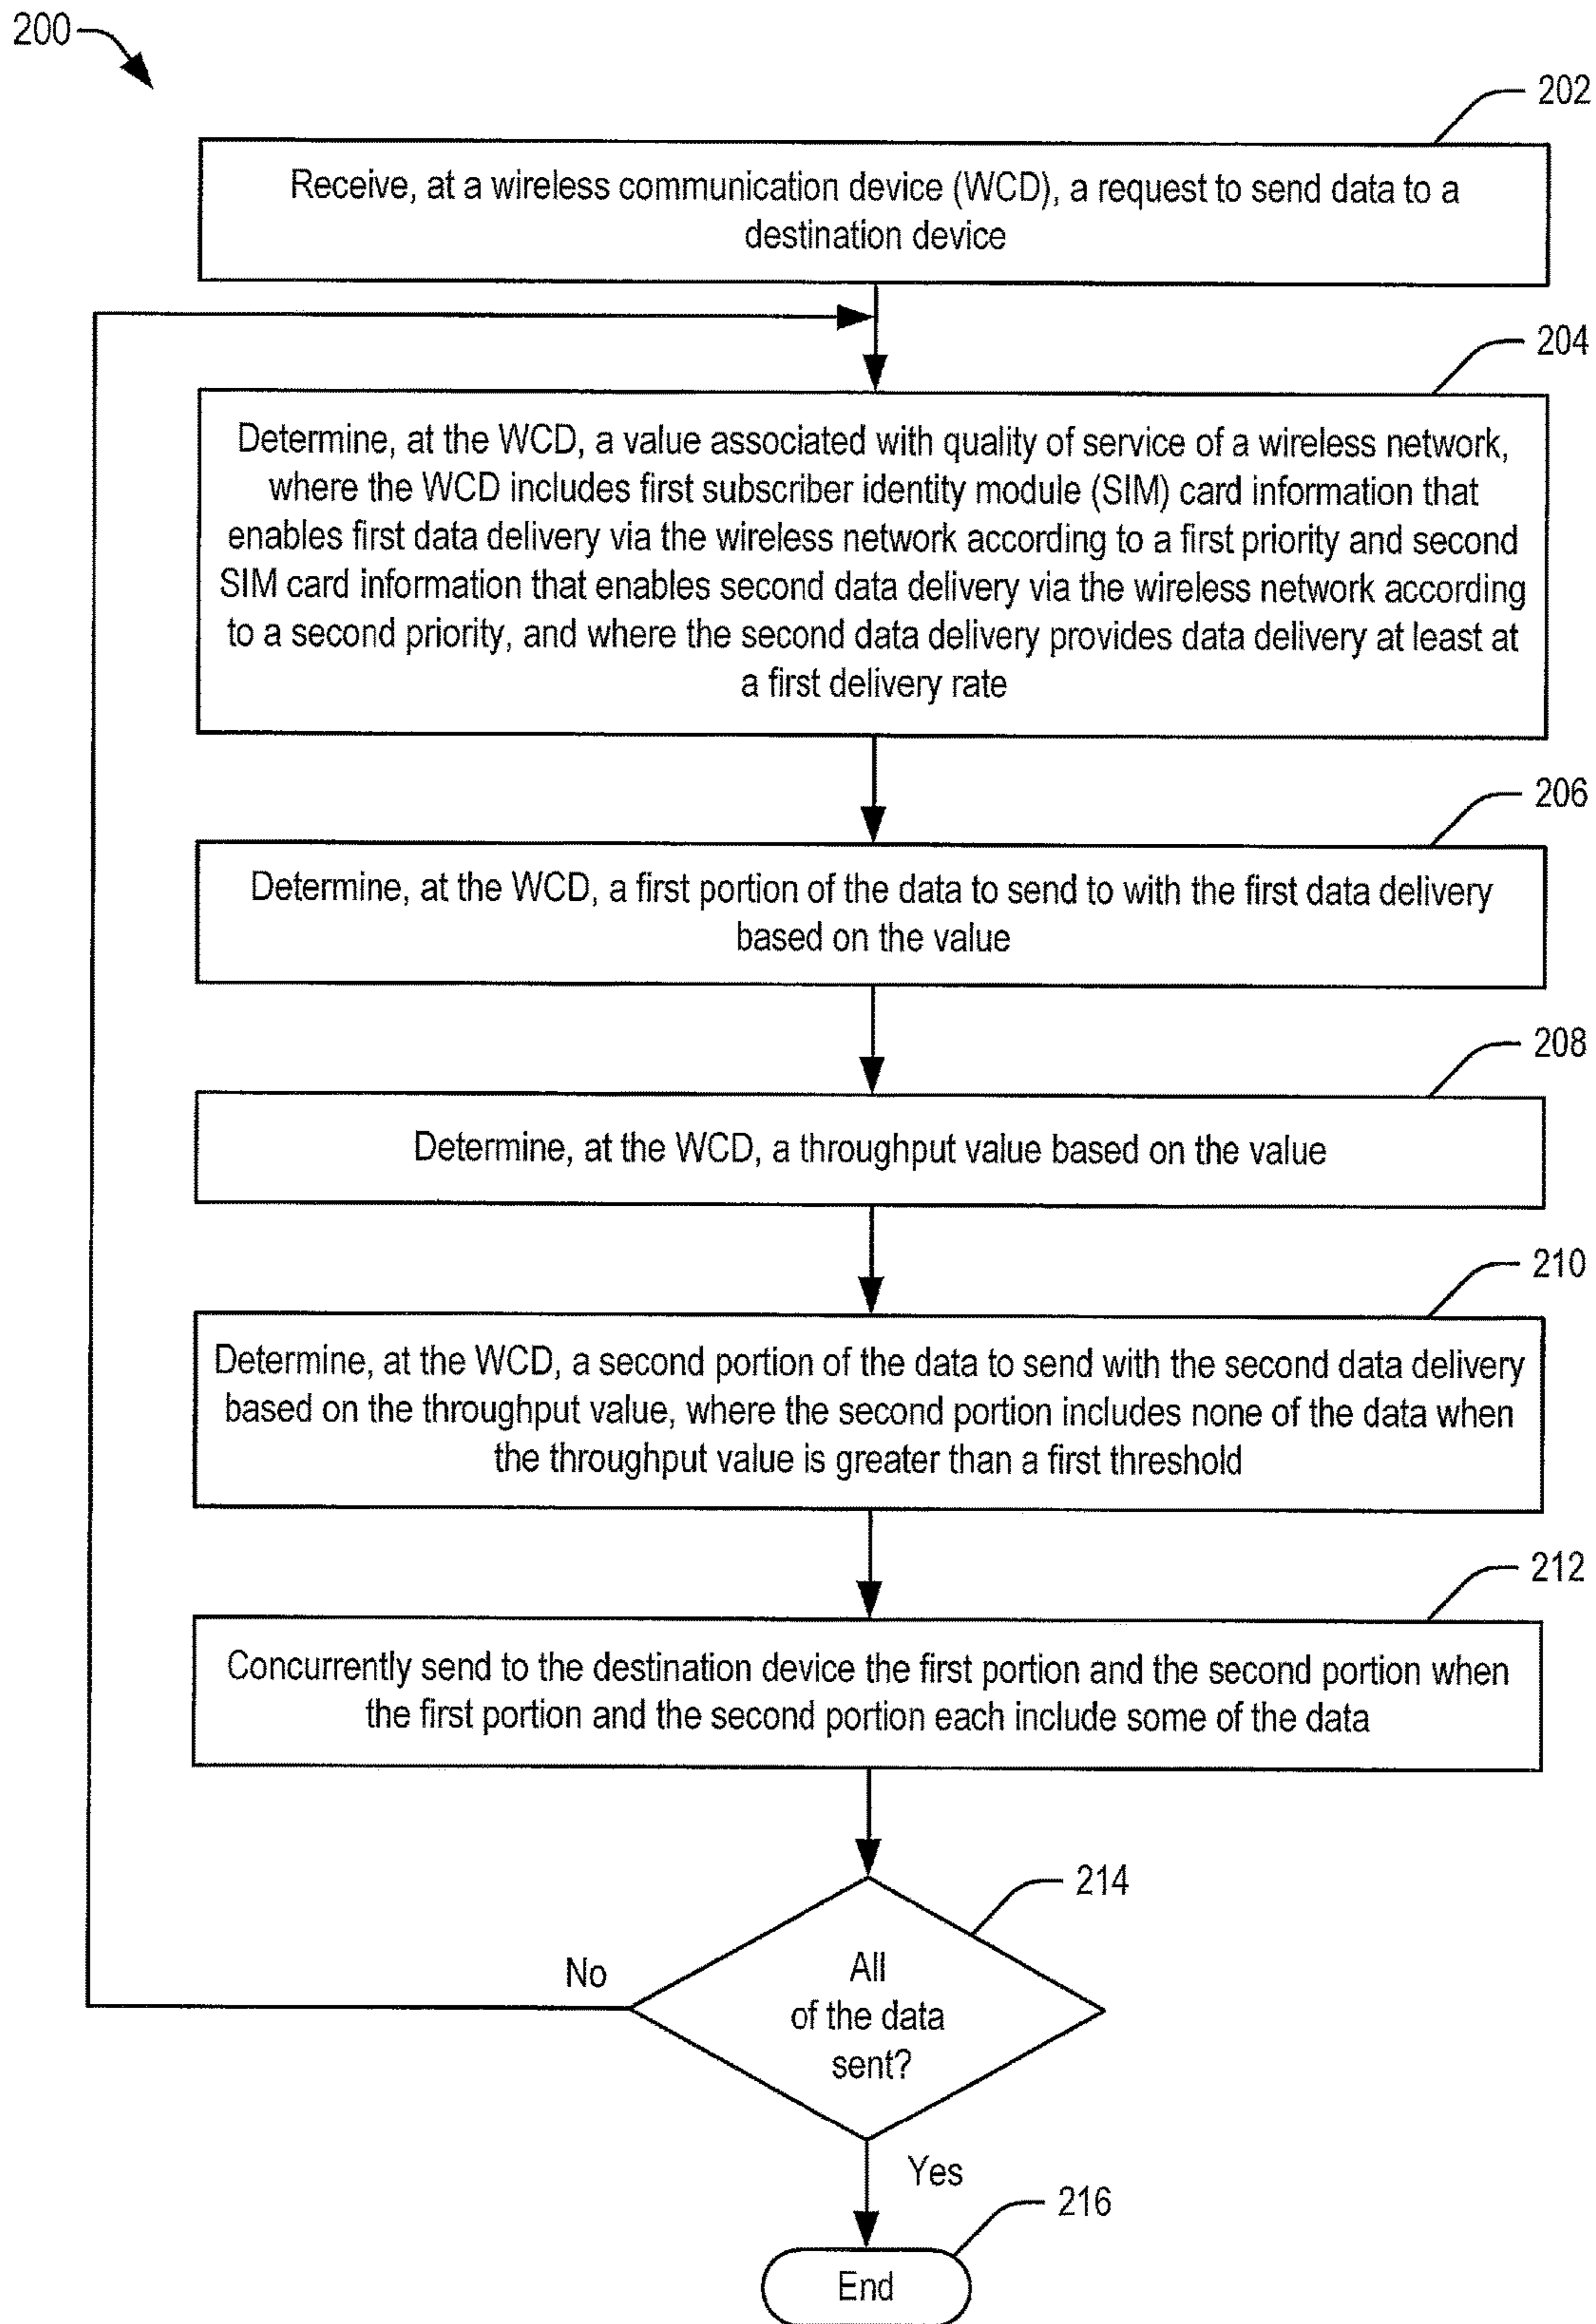 200
202
Receive, at a wireless communication device (WCD), a request to send data to a
destination device
204
Determine, at the WCD, a value associated with quality of service of a wireless network,
where the WCD includes first subscriber identity module (SIM) card information that
enables first data delivery via the wireless network according to a first priority and second
SIM card information that enables second data delivery via the wireless network according
to a second priority, and where the second data delivery provides data delivery at least at
a first delivery rate
206
Determine, at the WCD, a first portion of the data to send to with the first data delivery
based on the value
208
Determine, at the WCD, a throughput value based on the value
210
Determine, at the WCD, a second portion of the data to send with the second data delivery
based on the throughput value, where the second portion includes none of the data when
the throughput value is greater than a first threshold
212
Concurrently send to the destination device the first portion and the second portion when
the first portion and the second portion each include some of the data
214
No
All
of the data
sent?
Yes
216
End